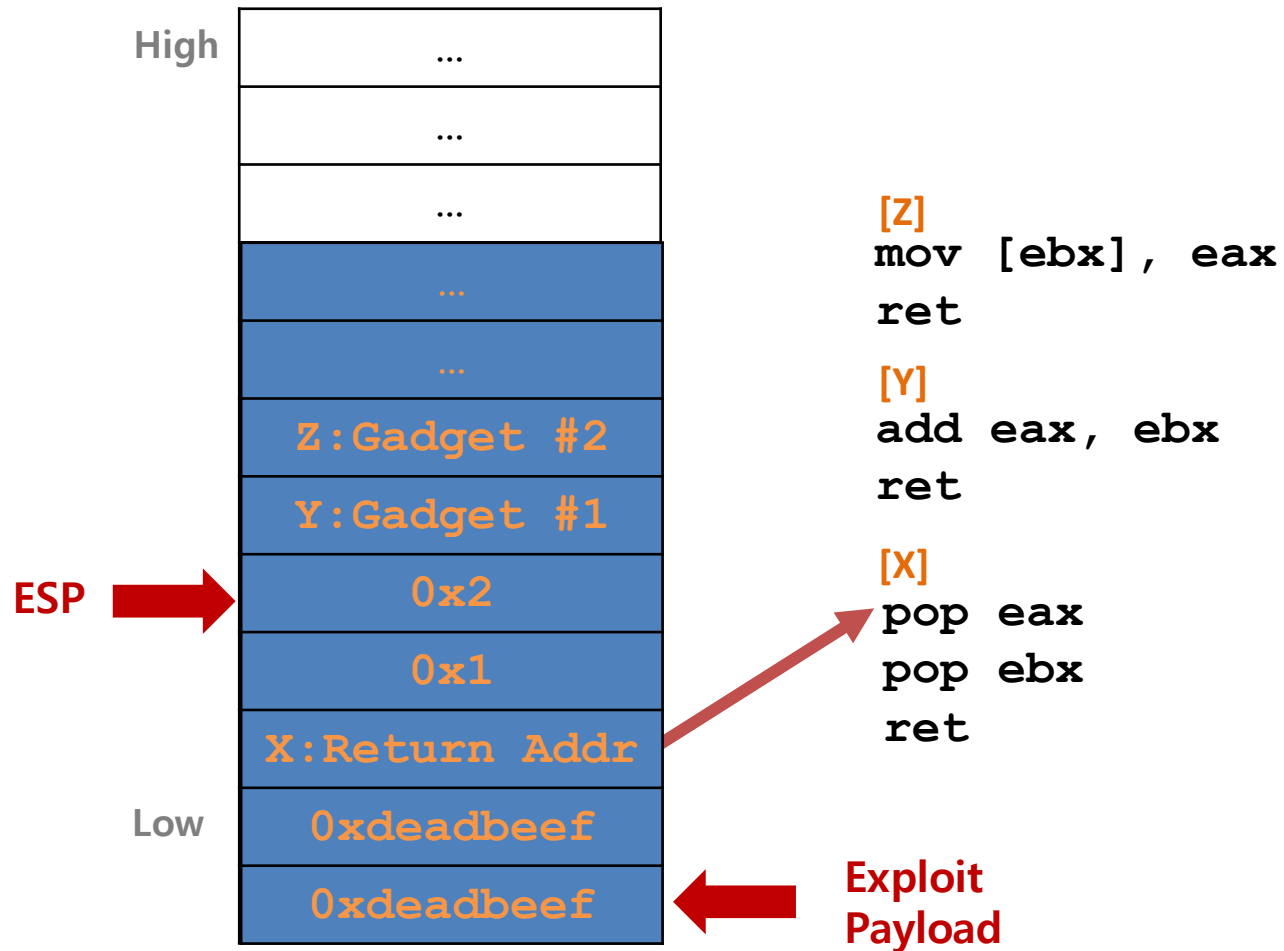 High
...
...
...
...
...
Z:Gadget #2
Y:Gadget #1
ESP
0x2
0x1
X:Return Addr
Low
0xdeadbeef
0xdeadbeef
Exploit
Payload
[Z]
mov [ebx], eax
ret
[Y]
add eax, ebx
ret
[X]
pop eax
pop ebx
ret